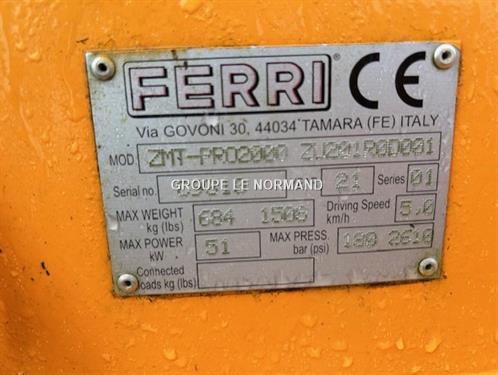 FERRI® CE
Via GOVONI 30, 44034 TAMARA (FE) ITALY
MOD. ZMT-PRO2000 ZU201R0D001
Serial no 21 Series 01
GROUPE LE NORMAND
MAX WEIGHT kg (lbs) 684 1506 Driving Speed km/h 5,0
MAX POWER kW 51 MAX PRESS. bar (psi) 180 2610
Connected loads kg (lbs)